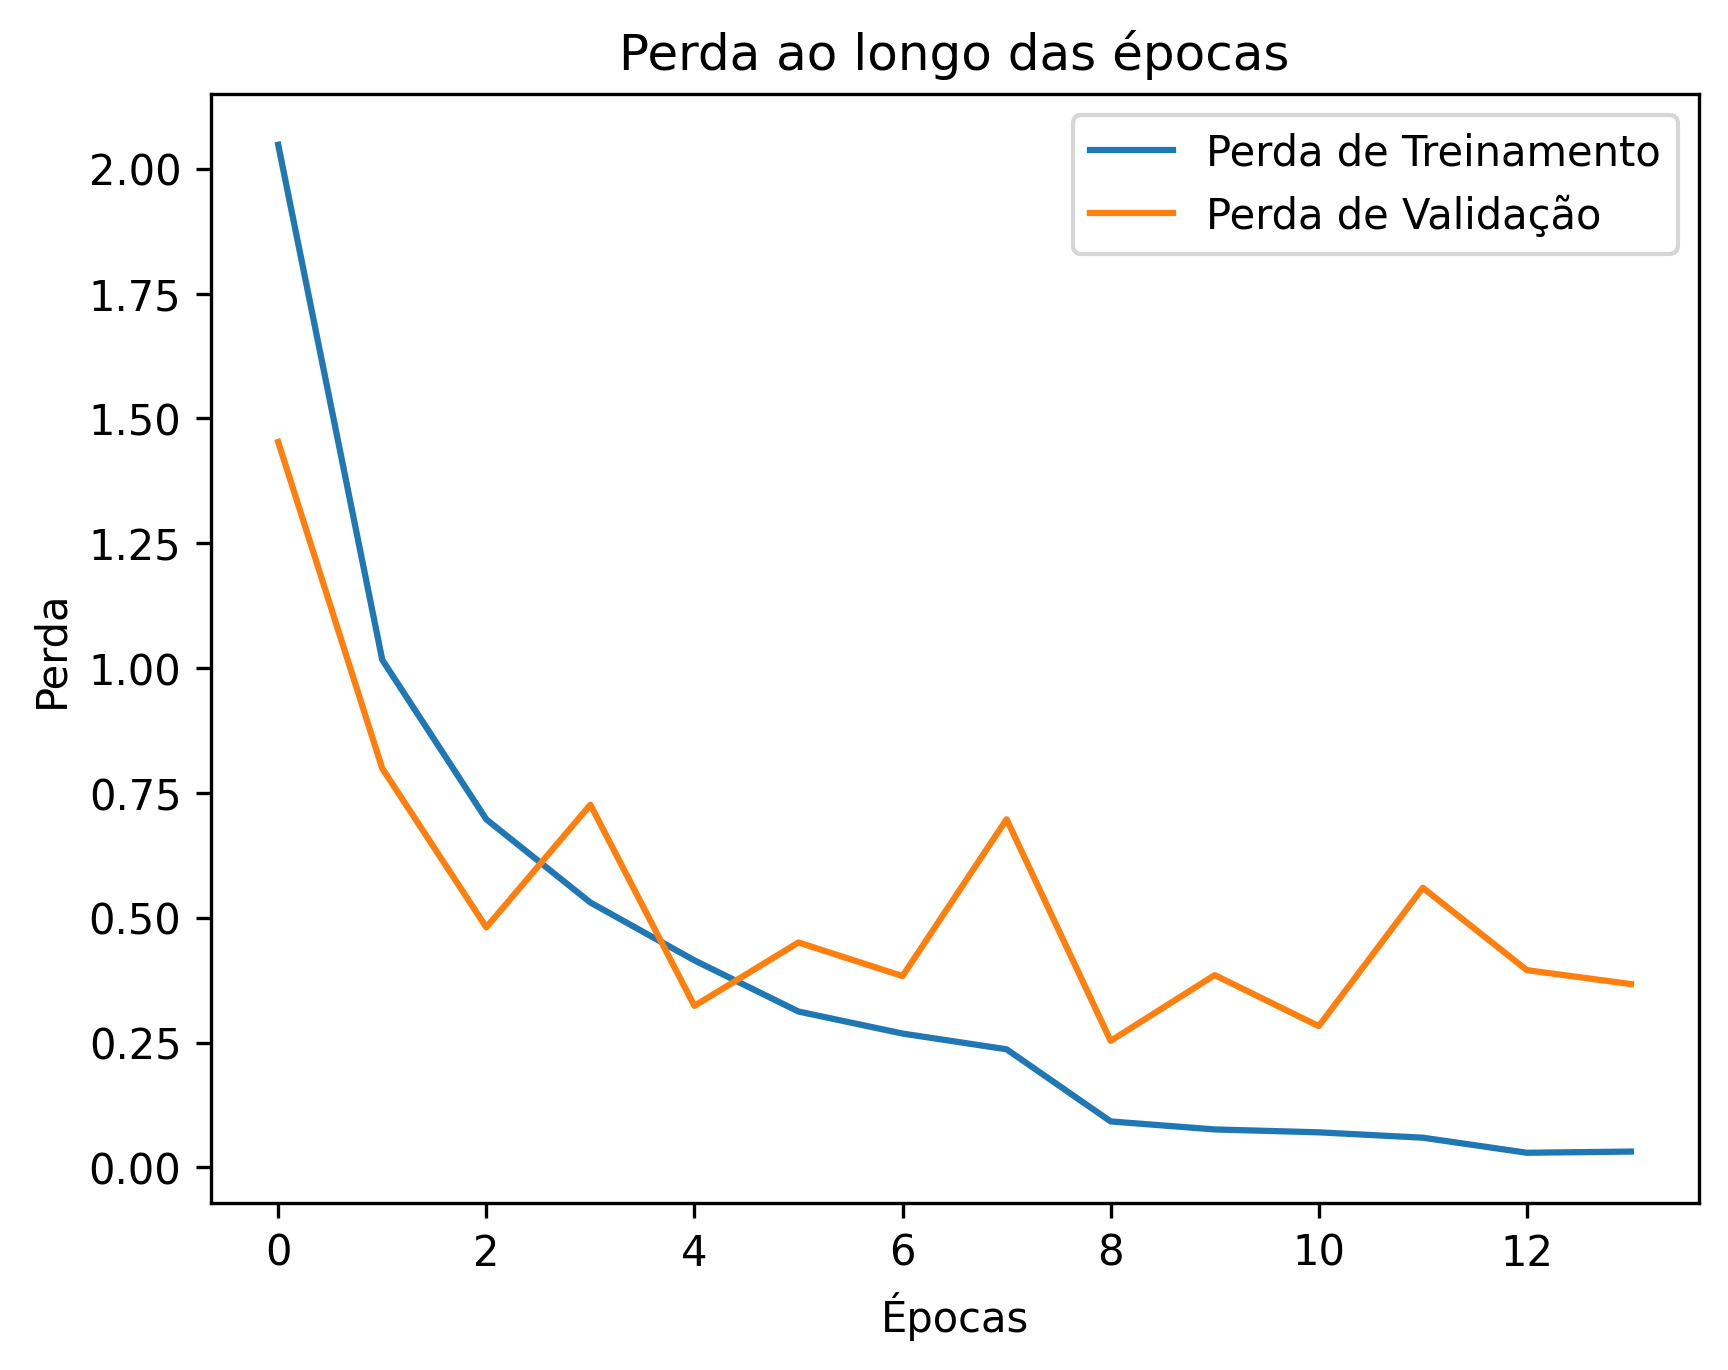 Perda ao longo das épocas
Perda de Treinamento
Perda de Validação
2.00
1.75
1.50
1.25
1.00
0.75
0.50
0.25
0.00
Perda
0 2 4 6 8 10 12
Épocas